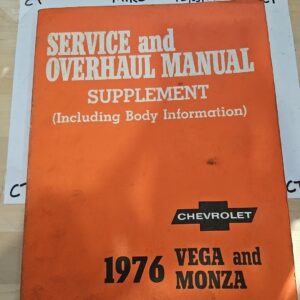 SERVICE and
OVERHAUL MANUAL
SUPPLEMENT
(Including Body Information)
CHEVROLET
1976 VEGA and
MONZA